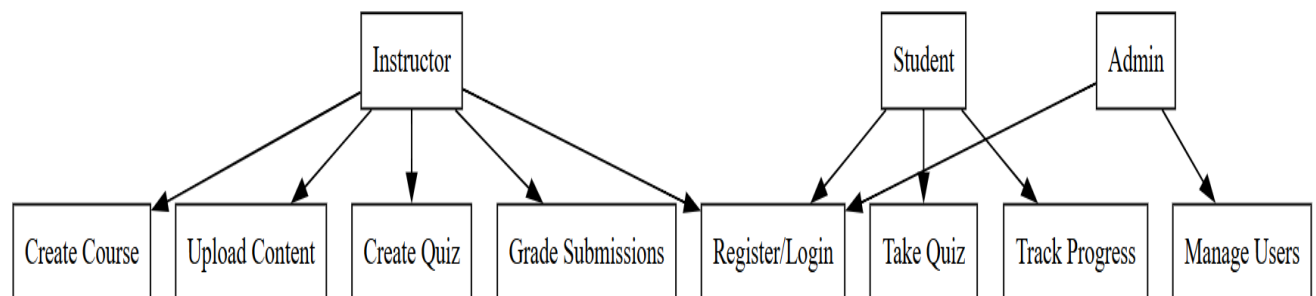 Instructor
Student
Admin
Create Course
Upload Content
Create Quiz
Grade Submissions
Register/Login
Take Quiz
Track Progress
Manage Users